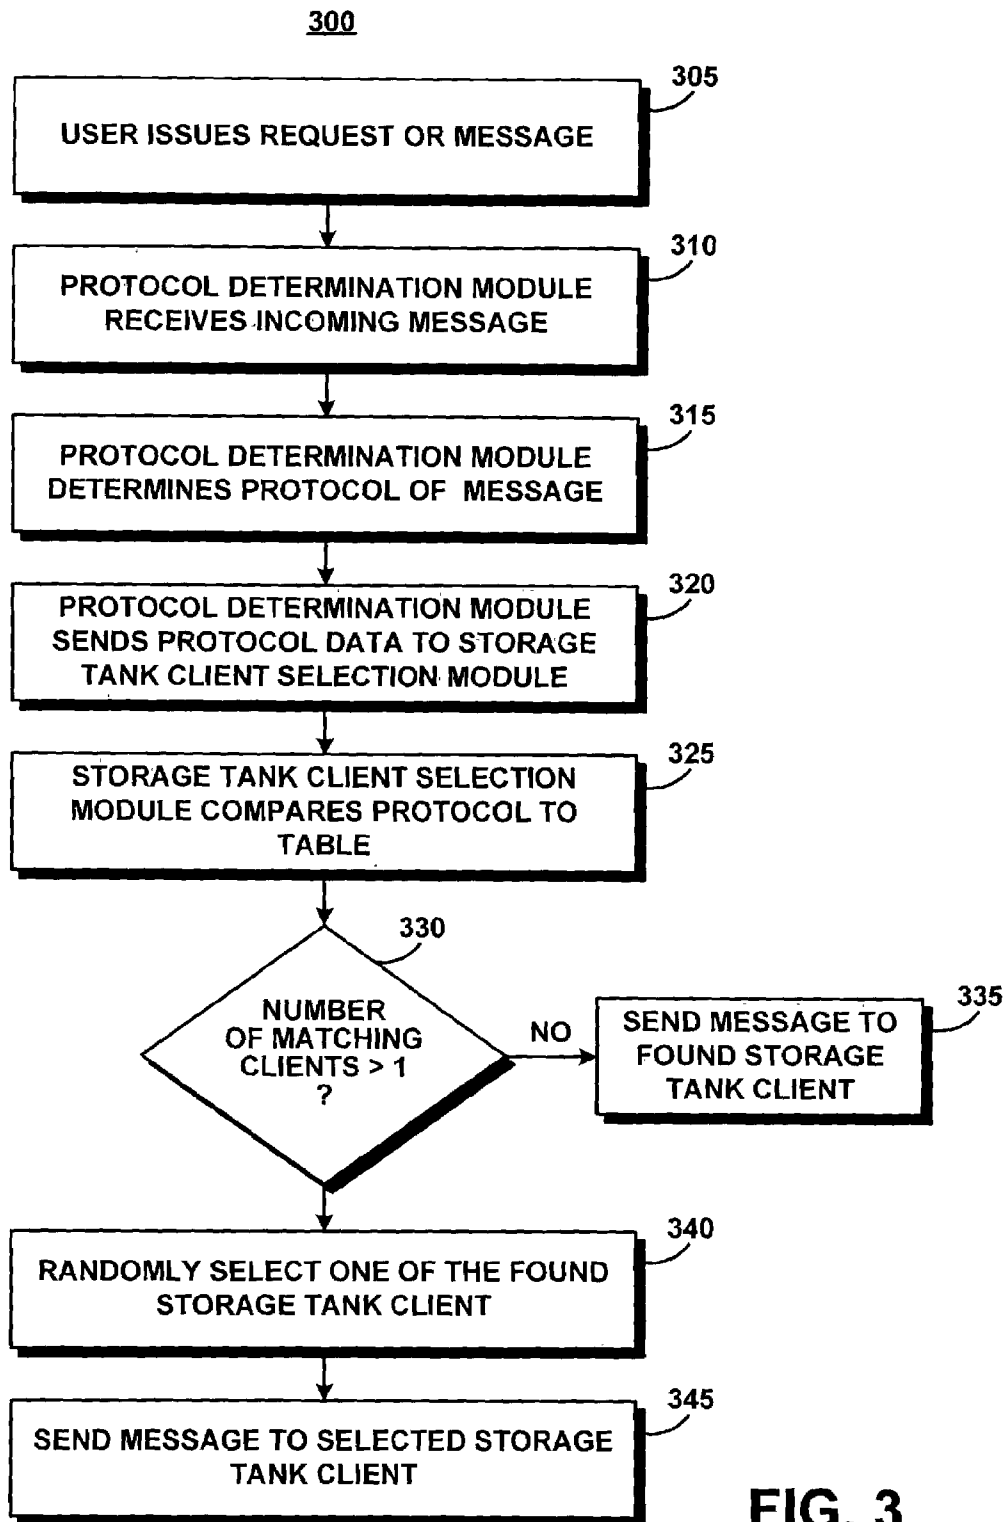 300
305
USER ISSUES REQUEST OR MESSAGE
310
PROTOCOL DETERMINATION MODULE
RECEIVES INCOMING MESSAGE
315
PROTOCOL DETERMINATION MODULE
DETERMINES PROTOCOL OF MESSAGE
320
PROTOCOL DETERMINATION MODULE
SENDS PROTOCOL DATA TO STORAGE
TANK CLIENT SELECTION MODULE
325
STORAGE TANK CLIENT SELECTION
MODULE COMPARES PROTOCOL TO
TABLE
330
NUMBER
OF MATCHING
CLIENTS > 1
?
NO
335
SEND MESSAGE TO
FOUND STORAGE
TANK CLIENT
340
RANDOMLY SELECT ONE OF THE FOUND
STORAGE TANK CLIENT
345
SEND MESSAGE TO SELECTED STORAGE
TANK CLIENT
FIG. 3